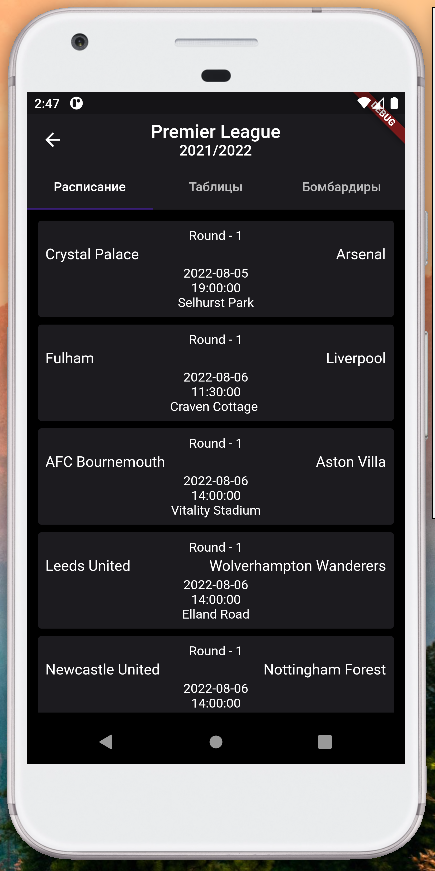 2:47
DEBUG
Premier League
2021/2022
Расписание Таблицы Бомбардиры
Round - 1
Crystal Palace Arsenal
2022-08-05
19:00:00
Selhurst Park
Round - 1
Fulham Liverpool
2022-08-06
11:30:00
Craven Cottage
Round - 1
AFC Bournemouth Aston Villa
2022-08-06
14:00:00
Vitality Stadium
Round - 1
Leeds United Wolverhampton Wanderers
2022-08-06
14:00:00
Elland Road
Round - 1
Newcastle United Nottingham Forest
2022-08-06
14:00:00